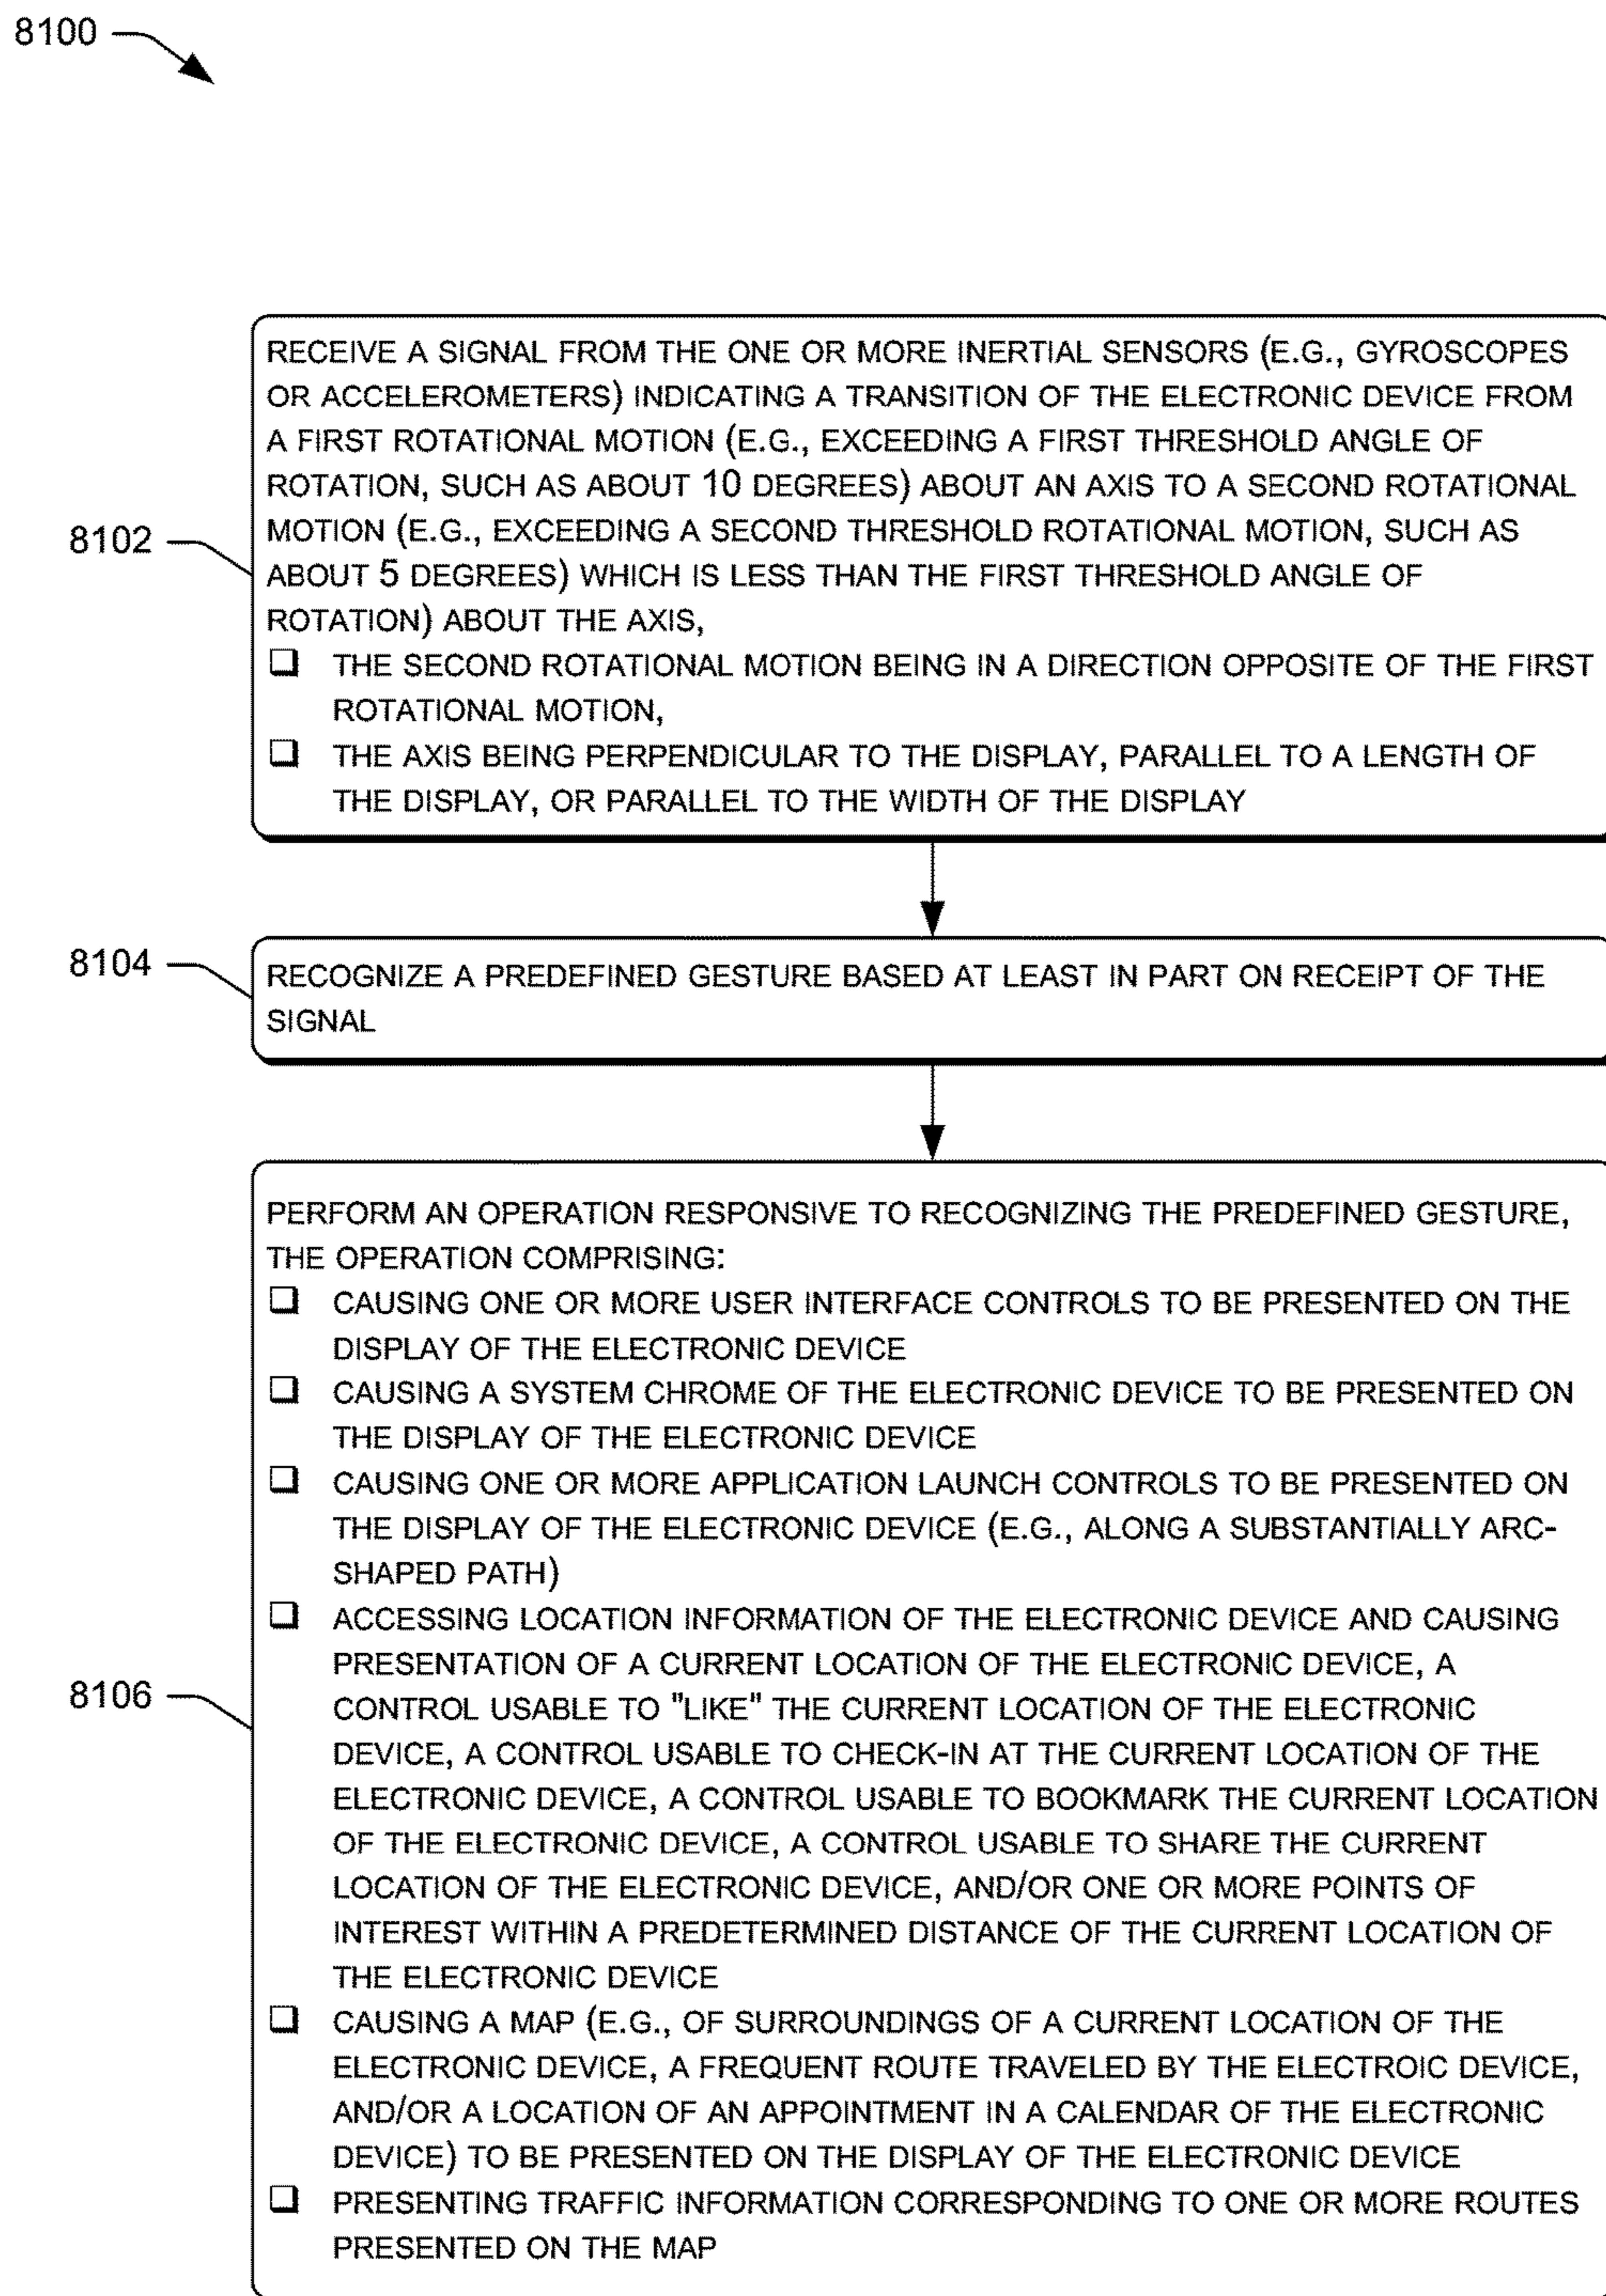 8100
RECEIVE A SIGNAL FROM THE ONE OR MORE INERTIAL SENSORS (E.G., GYROSCOPES
OR ACCELEROMETERS) INDICATING A TRANSITION OF THE ELECTRONIC DEVICE FROM
A FIRST ROTATIONAL MOTION (E.G., EXCEEDING A FIRST THRESHOLD ANGLE OF
ROTATION, SUCH AS ABOUT 10 DEGREES) ABOUT AN AXIS TO A SECOND ROTATIONAL
MOTION (E.G., EXCEEDING A SECOND THRESHOLD ROTATIONAL MOTION, SUCH AS
8102
ABOUT 5 DEGREES) WHICH IS LESS THAN THE FIRST THRESHOLD ANGLE OF
ROTATION) ABOUT THE AXIS,
❑ THE SECOND ROTATIONAL MOTION BEING IN A DIRECTION OPPOSITE OF THE FIRST
ROTATIONAL MOTION,
❑ THE AXIS BEING PERPENDICULAR TO THE DISPLAY, PARALLEL TO A LENGTH OF
THE DISPLAY, OR PARALLEL TO THE WIDTH OF THE DISPLAY
8104
RECOGNIZE A PREDEFINED GESTURE BASED AT LEAST IN PART ON RECEIPT OF THE
SIGNAL
PERFORM AN OPERATION RESPONSIVE TO RECOGNIZING THE PREDEFINED GESTURE,
THE OPERATION COMPRISING:
❑ CAUSING ONE OR MORE USER INTERFACE CONTROLS TO BE PRESENTED ON THE
DISPLAY OF THE ELECTRONIC DEVICE
❑ CAUSING A SYSTEM CHROME OF THE ELECTRONIC DEVICE TO BE PRESENTED ON
THE DISPLAY OF THE ELECTRONIC DEVICE
❑ CAUSING ONE OR MORE APPLICATION LAUNCH CONTROLS TO BE PRESENTED ON
THE DISPLAY OF THE ELECTRONIC DEVICE (E.G., ALONG A SUBSTANTIALLY ARC-
SHAPED PATH)
❑ ACCESSING LOCATION INFORMATION OF THE ELECTRONIC DEVICE AND CAUSING
PRESENTATION OF A CURRENT LOCATION OF THE ELECTRONIC DEVICE, A
8106
CONTROL USABLE TO "LIKE" THE CURRENT LOCATION OF THE ELECTRONIC
DEVICE, A CONTROL USABLE TO CHECK-IN AT THE CURRENT LOCATION OF THE
ELECTRONIC DEVICE, A CONTROL USABLE TO BOOKMARK THE CURRENT LOCATION
OF THE ELECTRONIC DEVICE, A CONTROL USABLE TO SHARE THE CURRENT
LOCATION OF THE ELECTRONIC DEVICE, AND/OR ONE OR MORE POINTS OF
INTEREST WITHIN A PREDETERMINED DISTANCE OF THE CURRENT LOCATION OF
THE ELECTRONIC DEVICE
❑ CAUSING A MAP (E.G., OF SURROUNDINGS OF A CURRENT LOCATION OF THE
ELECTRONIC DEVICE, A FREQUENT ROUTE TRAVELED BY THE ELECTROIC DEVICE,
AND/OR A LOCATION OF AN APPOINTMENT IN A CALENDAR OF THE ELECTRONIC
DEVICE) TO BE PRESENTED ON THE DISPLAY OF THE ELECTRONIC DEVICE
❑ PRESENTING TRAFFIC INFORMATION CORRESPONDING TO ONE OR MORE ROUTES
PRESENTED ON THE MAP